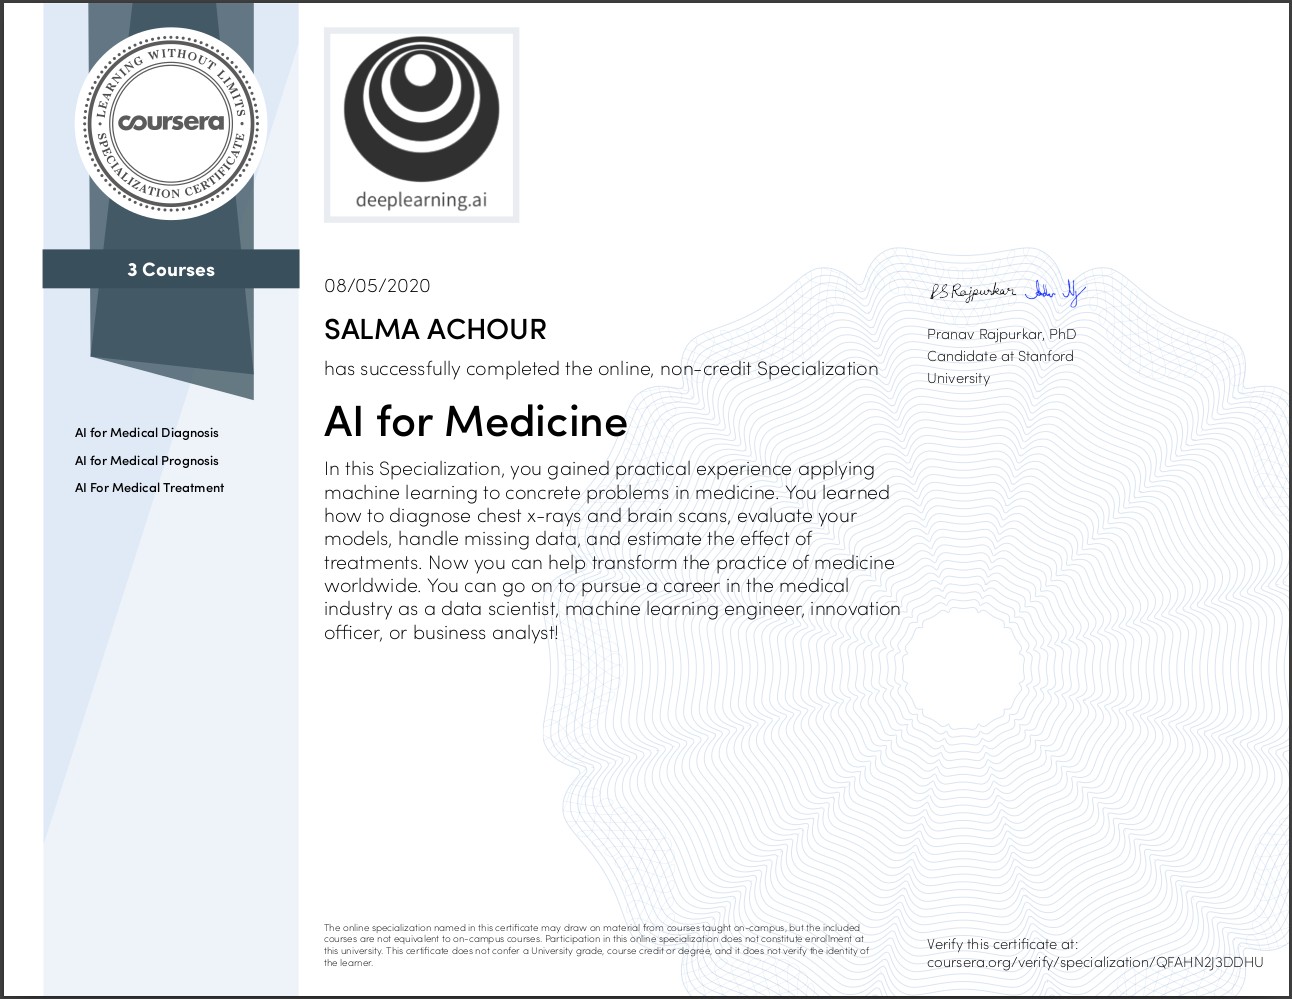 LEARNING WITHOUT LIMITS
coursera
SPECIALIZATION CERTIFICATE
3 Courses
AI for Medical Diagnosis
AI for Medical Prognosis
AI For Medical Treatment
deeplearning.ai
08/05/2020
SALMA ACHOUR
has successfully completed the online, non-credit Specialization
AI for Medicine
In this Specialization, you gained practical experience applying
machine learning to concrete problems in medicine. You learned
how to diagnose chest x-rays and brain scans, evaluate your
models, handle missing data, and estimate the effect of
treatments. Now you can help transform the practice of medicine
worldwide. You can go on to pursue a career in the medical
industry as a data scientist, machine learning engineer, innovation
officer, or business analyst!
PS Rajpurkar
Pranav Rajpurkar, PhD
Candidate at Stanford
University
The online specialization named in this certificate may draw on material from courses taught on-campus, but the included
courses are not equivalent to on-campus courses. Participation in this online specialization does not constitute enrollment at
this university. This certificate does not confer a University grade, course credit or degree, and it does not verify the identity of
the learner.
Verify this certificate at:
coursera.org/verify/specialization/QFAHN2J3DDHU